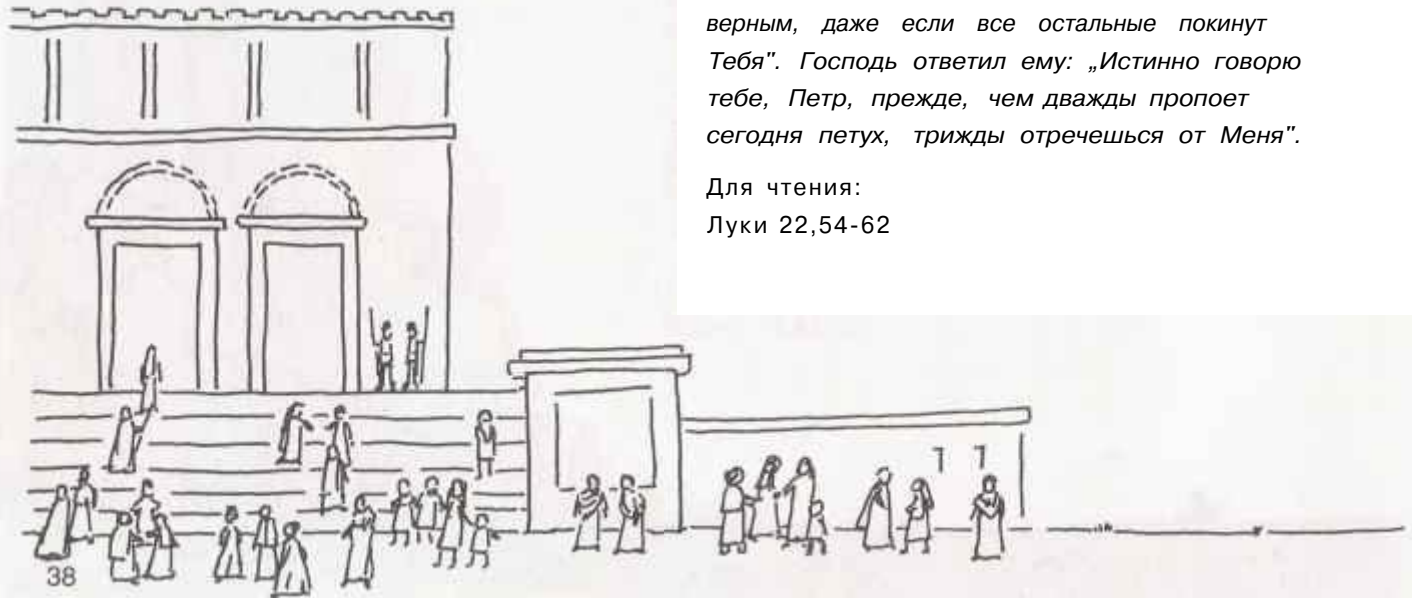 верным, даже если все остальные покинут
Тебя". Господь ответил ему: „Истинно говорю
тебе, Петр, прежде, чем дважды пропоет
сегодня петух, трижды отречешься от Меня".
Для чтения:
Луки 22,54-62
38